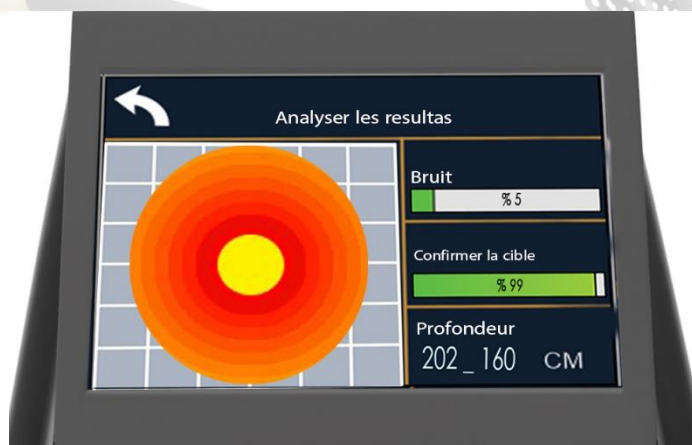 Analyser les resultas
Bruit
% 5
Confirmer la cible
% 99
Profondeur
202 _ 160 CM